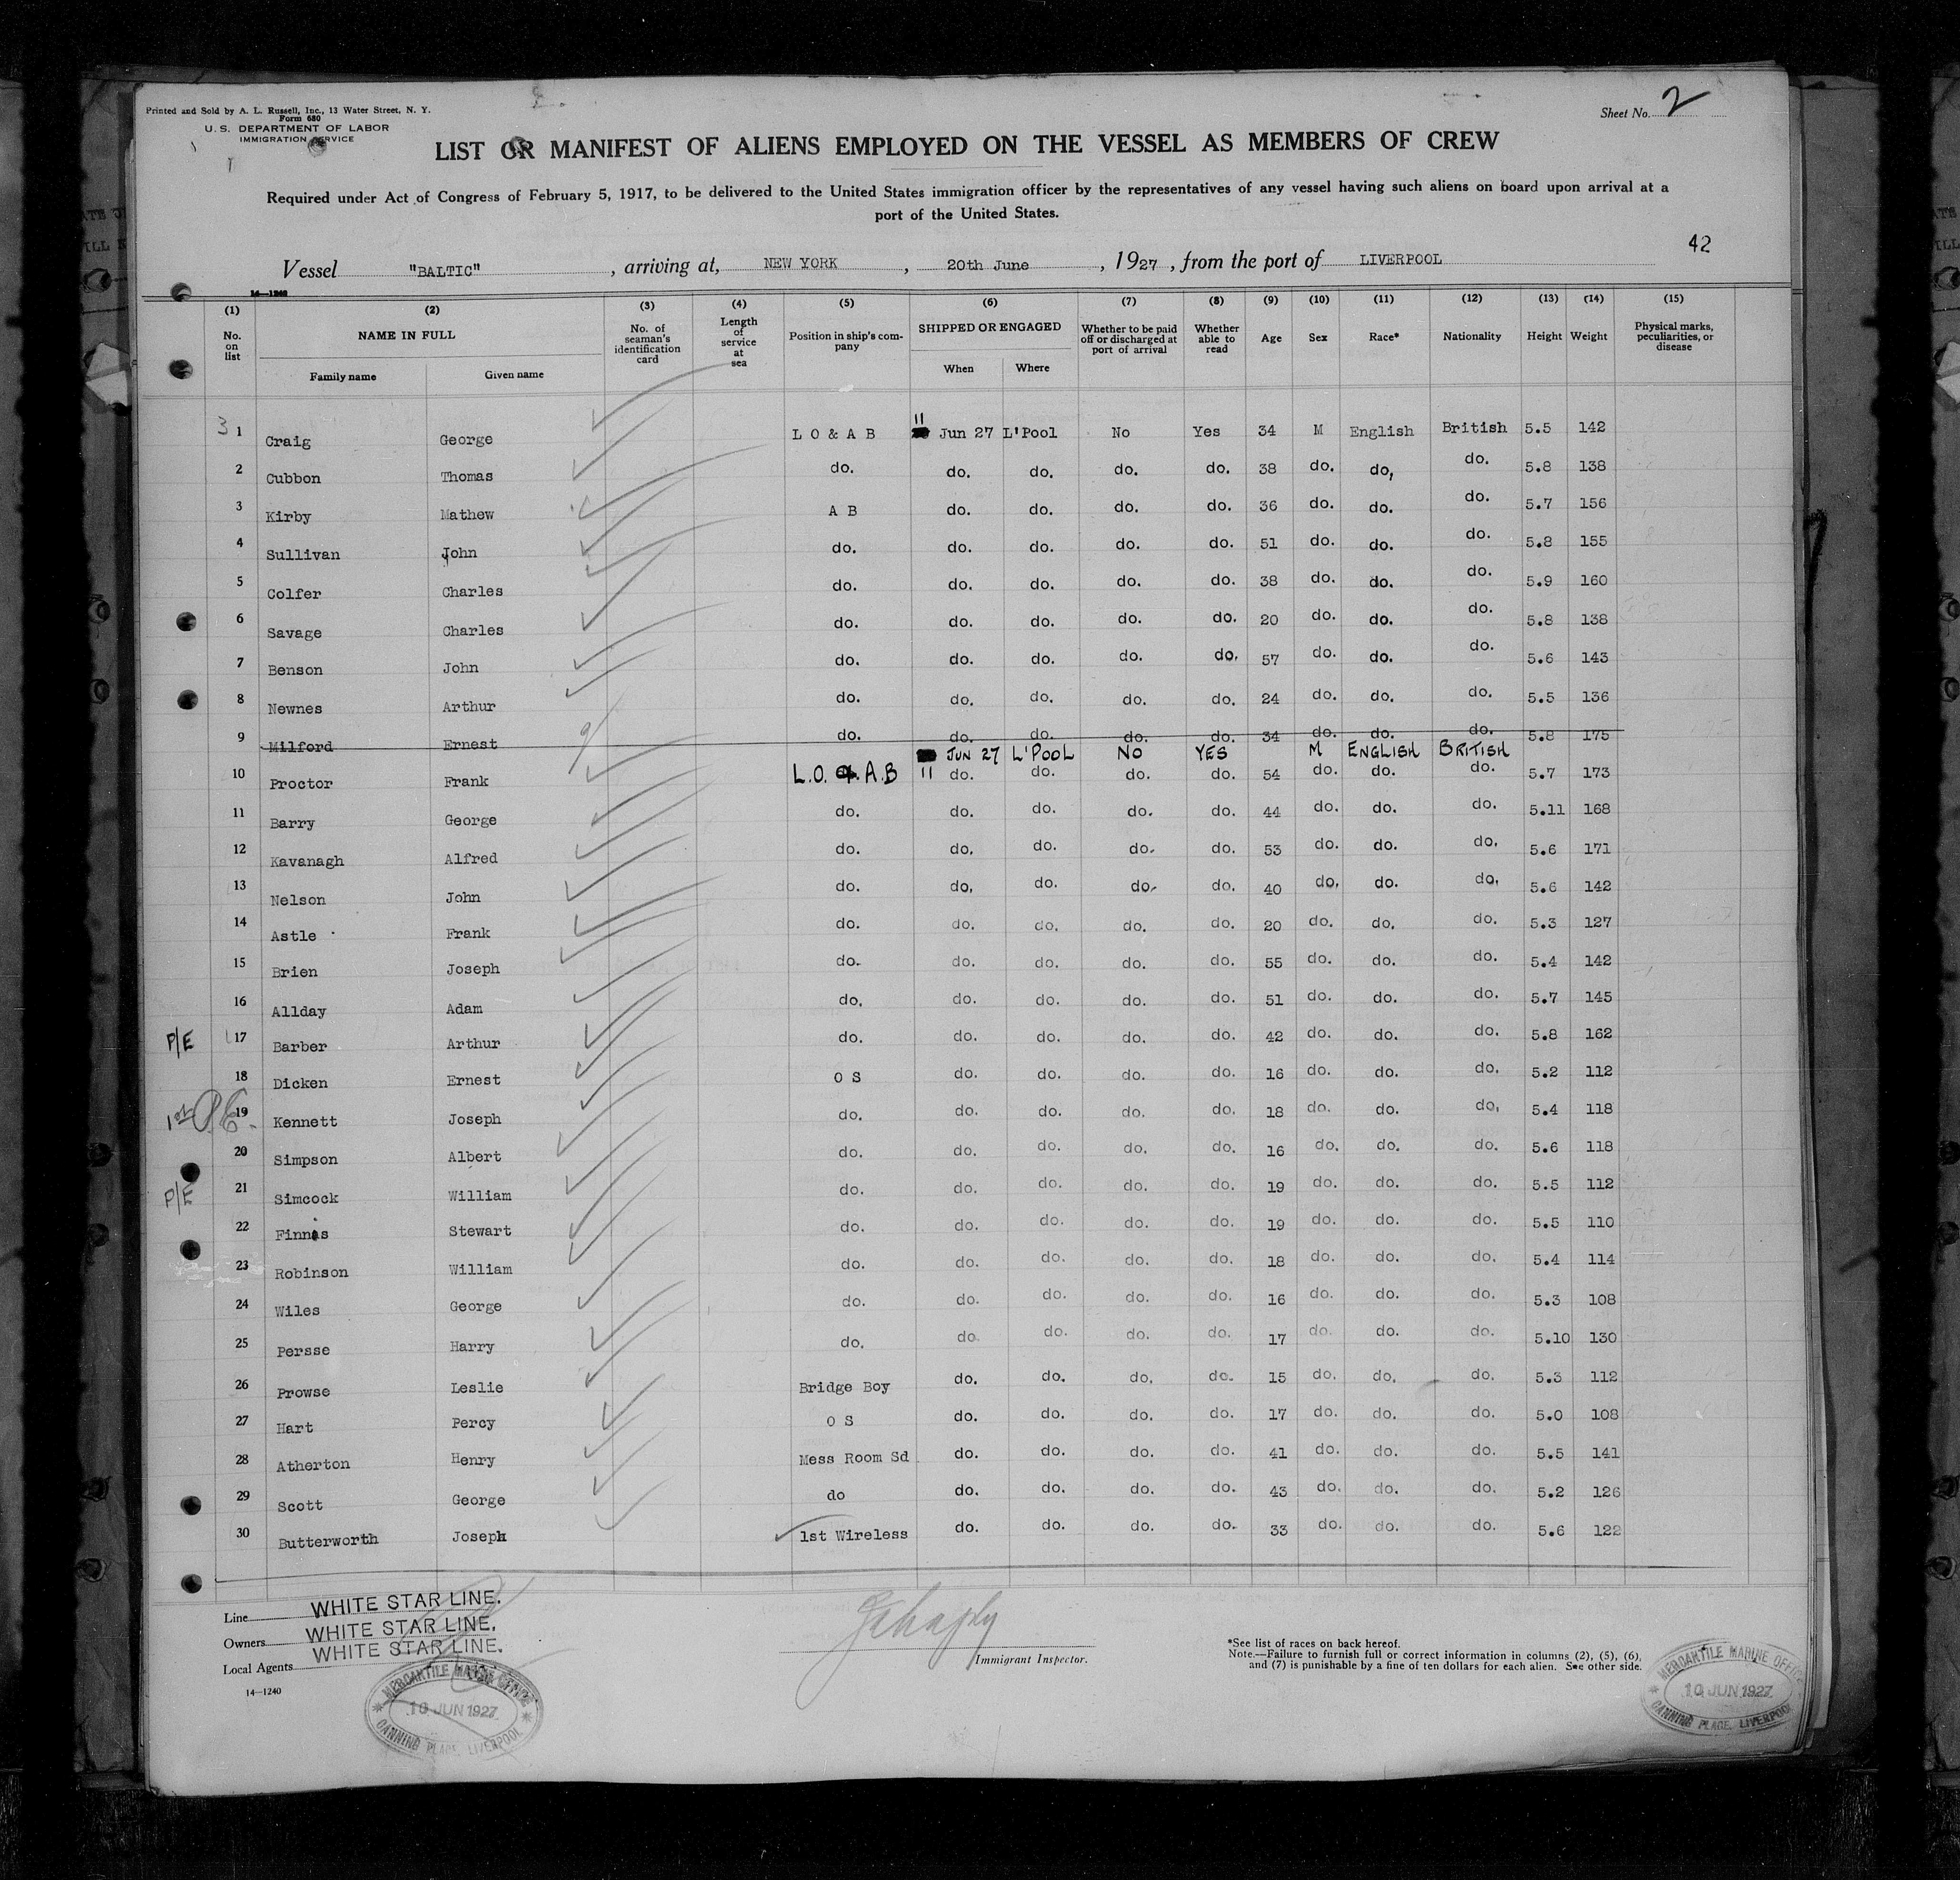 Printed and Sold by A. L. Russell, Inc., 13 Water Street, N. Y.
Form 680
U. S. DEPARTMENT OF LABOR
IMMIGRATION SERVICE
Sheet No. 2
LIST OR MANIFEST OF ALIENS EMPLOYED ON THE VESSEL AS MEMBERS OF CREW
Required under Act of Congress of February 5, 1917, to be delivered to the United States immigration officer by the representatives of any vessel having such aliens on board upon arrival at a
port of the United States.
42
Vessel "BALTIC", arriving at, NEW YORK, 20th June, 1927, from the port of LIVERPOOL
14—1240
(1) (2) (3) (4) (5) (6) (7) (8) (9) (10) (11) (12) (13) (14) (15)
No. on list NAME IN FULL No. of seaman's identification card Length of service at sea Position in ship's company SHIPPED OR ENGAGED Whether to be paid off or discharged at port of arrival Whether able to read Age Sex Race* Nationality Height Weight Physical marks, peculiarities, or disease
Family name Given name When Where
3 1 Craig George L O & A B 11 Jun 27 L'Pool No Yes 34 M English British 5.5 142
2 Cubbon Thomas do. do. do. do. do. 38 do. do, do. 5.8 138
3 Kirby Mathew A B do. do. do. do. 36 do. do. do. 5.7 156
4 Sullivan John do. do. do. do. do. 51 do. do. do. 5.8 155
5 Colfer Charles do. do. do. do. do. 38 do. do. do. 5.9 160
6 Savage Charles do. do. do. do. do. 20 do. do. do. 5.8 138
7 Benson John do. do. do. do. do. 57 do. do. do. 5.6 143
8 Newnes Arthur do. do. do. do. do. 24 do. do. do. 5.5 136
9 Milford Ernest do. do. do. do. do. 34 do. do. do. 5.8 175
JUN 27 L'POOL NO YES M ENGLISH BRITISH
10 Proctor Frank L.O. & A.B 11 do. do. do. do. 54 do. do. do. 5.7 173
11 Barry George do. do. do. do. do. 44 do. do. do. 5.11 168
12 Kavanagh Alfred do. do. do. do. do. 53 do. do. do. 5.6 171
13 Nelson John do. do. do. do. do. 40 do. do. do. 5.6 142
14 Astle Frank do. do. do. do. do. 20 do. do. do. 5.3 127
15 Brien Joseph do. do. do. do. do. 55 do. do. do. 5.4 142
16 Allday Adam do. do. do. do. do. 51 do. do. do. 5.7 145
P/E 17 Barber Arthur do. do. do. do. do. 42 do. do. do. 5.8 162
18 Dicken Ernest O S do. do. do. do. 16 do. do. do. 5.2 112
1st P.E. 19 Kennett Joseph do. do. do. do. do. 18 do. do. do. 5.4 118
20 Simpson Albert do. do. do. do. do. 16 do. do. do. 5.6 118
P/E 21 Simcock William do. do. do. do. do. 19 do. do. do. 5.5 112
22 Finnis Stewart do. do. do. do. do. 19 do. do. do. 5.5 110
23 Robinson William do. do. do. do. do. 18 do. do. do. 5.4 114
24 Wiles George do. do. do. do. do. 16 do. do. do. 5.3 108
25 Persse Harry do. do. do. do. do. 17 do. do. do. 5.10 130
26 Prowse Leslie Bridge Boy do. do. do. do. 15 do. do. do. 5.3 112
27 Hart Percy O S do. do. do. do. 17 do. do. do. 5.0 108
28 Atherton Henry Mess Room Sd do. do. do. do. 41 do. do. do. 5.5 141
29 Scott George do do. do. do. do. 43 do. do. do. 5.2 126
30 Butterworth Joseph 1st Wireless do. do. do. do. 33 do. do. do. 5.6 122
Line WHITE STAR LINE.
Owners WHITE STAR LINE.
Local Agents WHITE STAR LINE.
14—1240
Immigrant Inspector.
*See list of races on back hereof.
Note.—Failure to furnish full or correct information in columns (2), (5), (6),
and (7) is punishable by a fine of ten dollars for each alien. See other side.
MERCANTILE MARINE OFFICE
10 JUN 1927
CANNING PLACE, LIVERPOOL
MERCANTILE MARINE OFFICE
10 JUN 1927
CANNING PLACE, LIVERPOOL